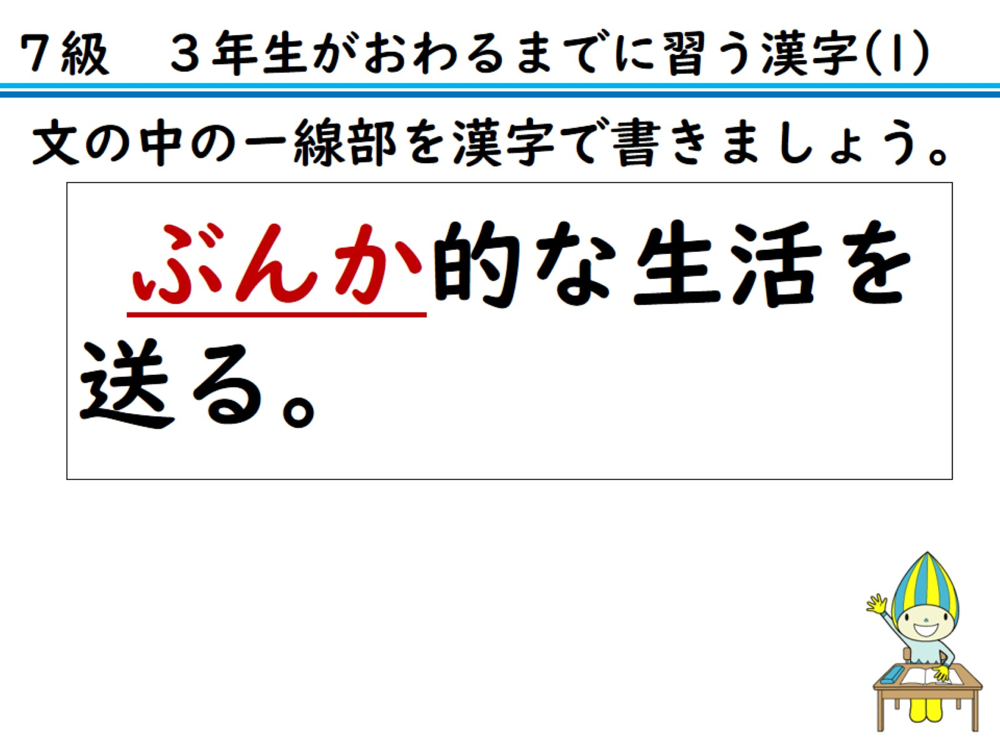 ７級　３年生がおわるまでに習う漢字(1)
文の中の一線部を漢字で書きましょう。
ぶんか的な生活を
送る。